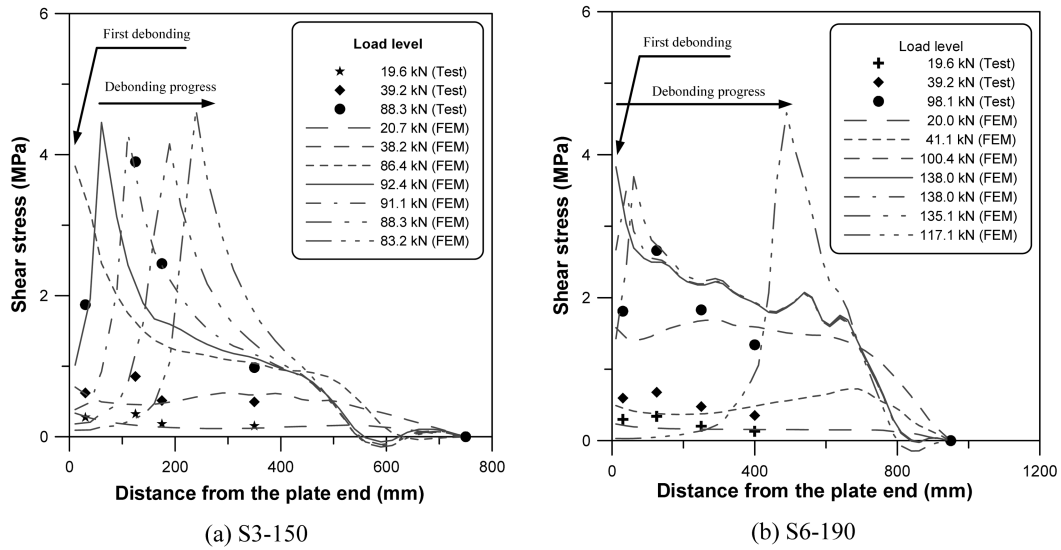 6
First debonding
Debonding progress
Load level
19.6 kN (Test)
39.2 kN (Test)
88.3 kN (Test)
20.7 kN (FEM)
38.2 kN (FEM)
86.4 kN (FEM)
92.4 kN (FEM)
91.1 kN (FEM)
88.3 kN (FEM)
83.2 kN (FEM)
4
2
0
Shear stress (MPa)
0 200 400 600 800
Distance from the plate end (mm)
(a) S3-150
6
First debonding
Debonding progress
Load level
19.6 kN (Test)
39.2 kN (Test)
98.1 kN (Test)
20.0 kN (FEM)
41.1 kN (FEM)
100.4 kN (FEM)
138.0 kN (FEM)
138.0 kN (FEM)
135.1 kN (FEM)
117.1 kN (FEM)
4
2
0
Shear stress (MPa)
0 400 800 1200
Distance from the plate end (mm)
(b) S6-190